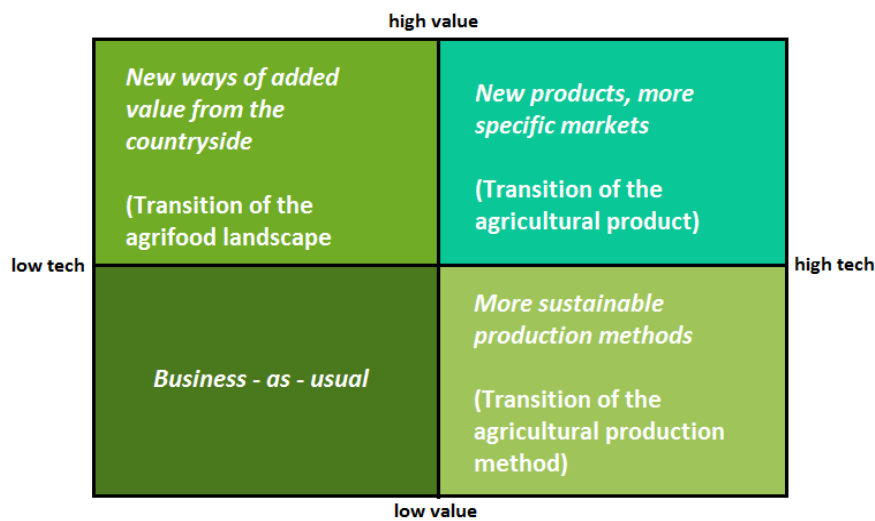 high value
New ways of added
value from the
countryside
(Transition of the
agrifood landscape
New products, more
specific markets
(Transition of the
agricultural product)
low tech
high tech
Business - as - usual
More sustainable
production methods
(Transition of the
agricultural production
method)
low value